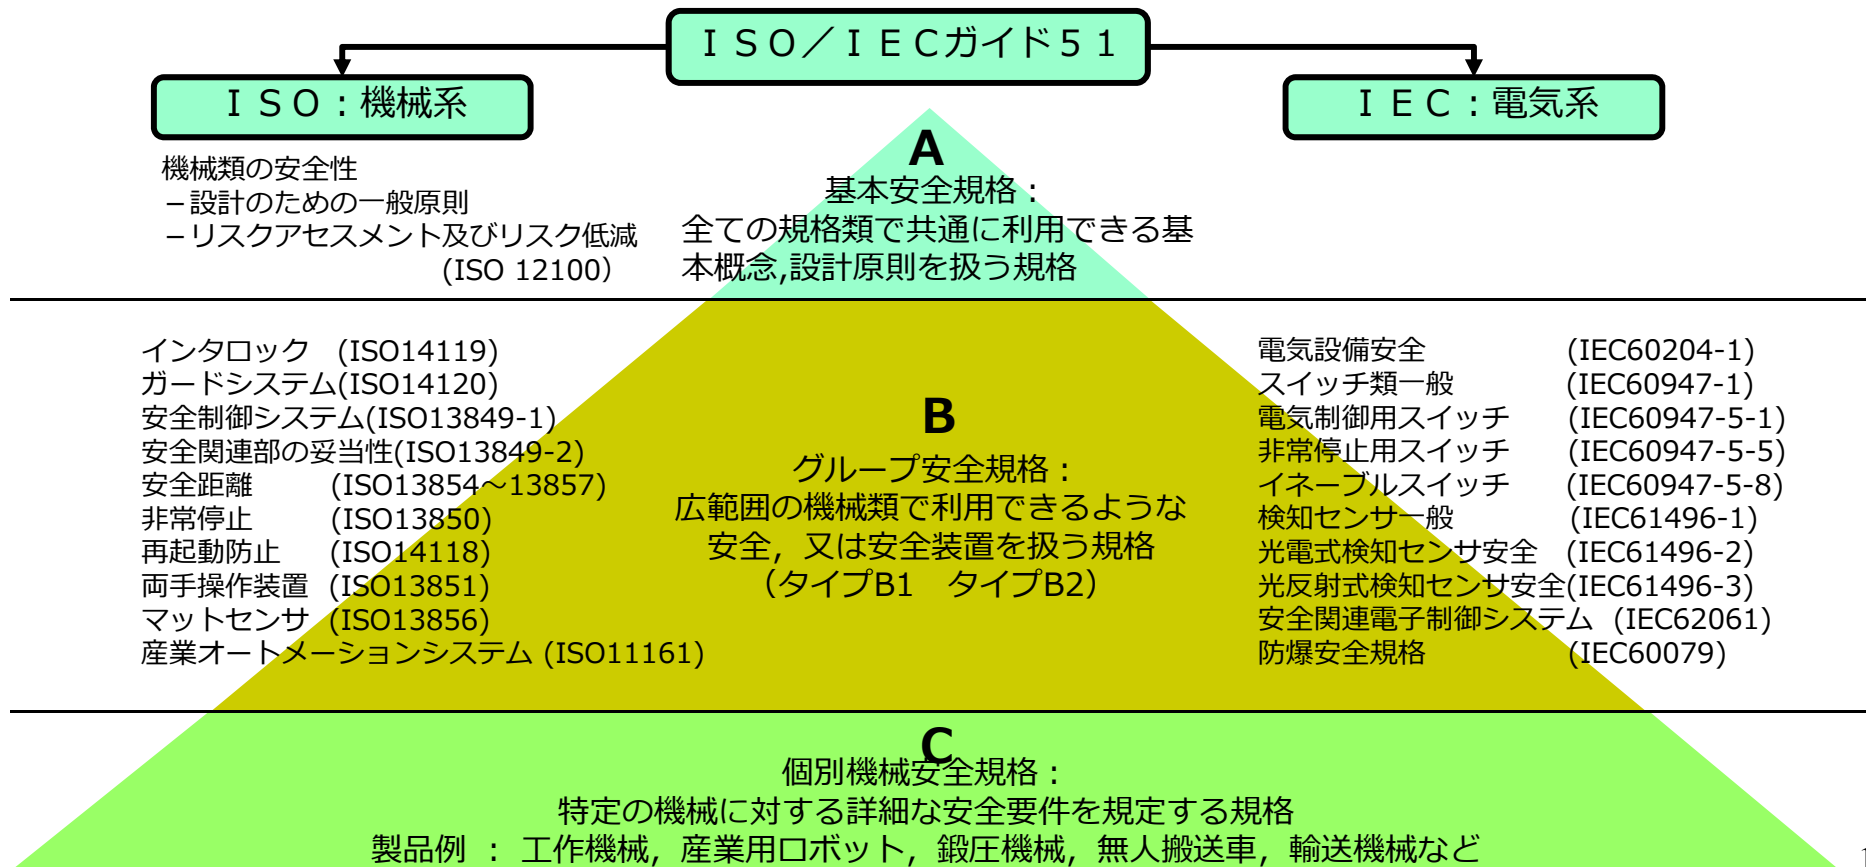 ＩＳＯ／ＩＥＣガイド５１
ＩＳＯ：機械系
ＩＥＣ：電気系
機械類の安全性
－設計のための一般原則
－リスクアセスメント及びリスク低減
(ISO 12100）
A
基本安全規格：
全ての規格類で共通に利用できる基
本概念,設計原則を扱う規格
インタロック (ISO14119)
ガードシステム(ISO14120)
安全制御システム(ISO13849-1)
安全関連部の妥当性(ISO13849-2)
安全距離 (ISO13854～13857)
非常停止 (ISO13850)
再起動防止 (ISO14118)
両手操作装置 (ISO13851)
マットセンサ (ISO13856)
産業オートメーションシステム (ISO11161)
B
グループ安全規格：
広範囲の機械類で利用できるような
安全，又は安全装置を扱う規格
（タイプB1　タイプB2）
電気設備安全 (IEC60204-1)
スイッチ類一般 (IEC60947-1)
電気制御用スイッチ (IEC60947-5-1)
非常停止用スイッチ (IEC60947-5-5)
イネーブルスイッチ (IEC60947-5-8)
検知センサ一般 (IEC61496-1)
光電式検知センサ安全 (IEC61496-2)
光反射式検知センサ安全(IEC61496-3)
安全関連電子制御システム (IEC62061)
防爆安全規格 (IEC60079)
C
個別機械安全規格：
特定の機械に対する詳細な安全要件を規定する規格
製品例 ： 工作機械，産業用ロボット，鍛圧機械，無人搬送車，輸送機械など